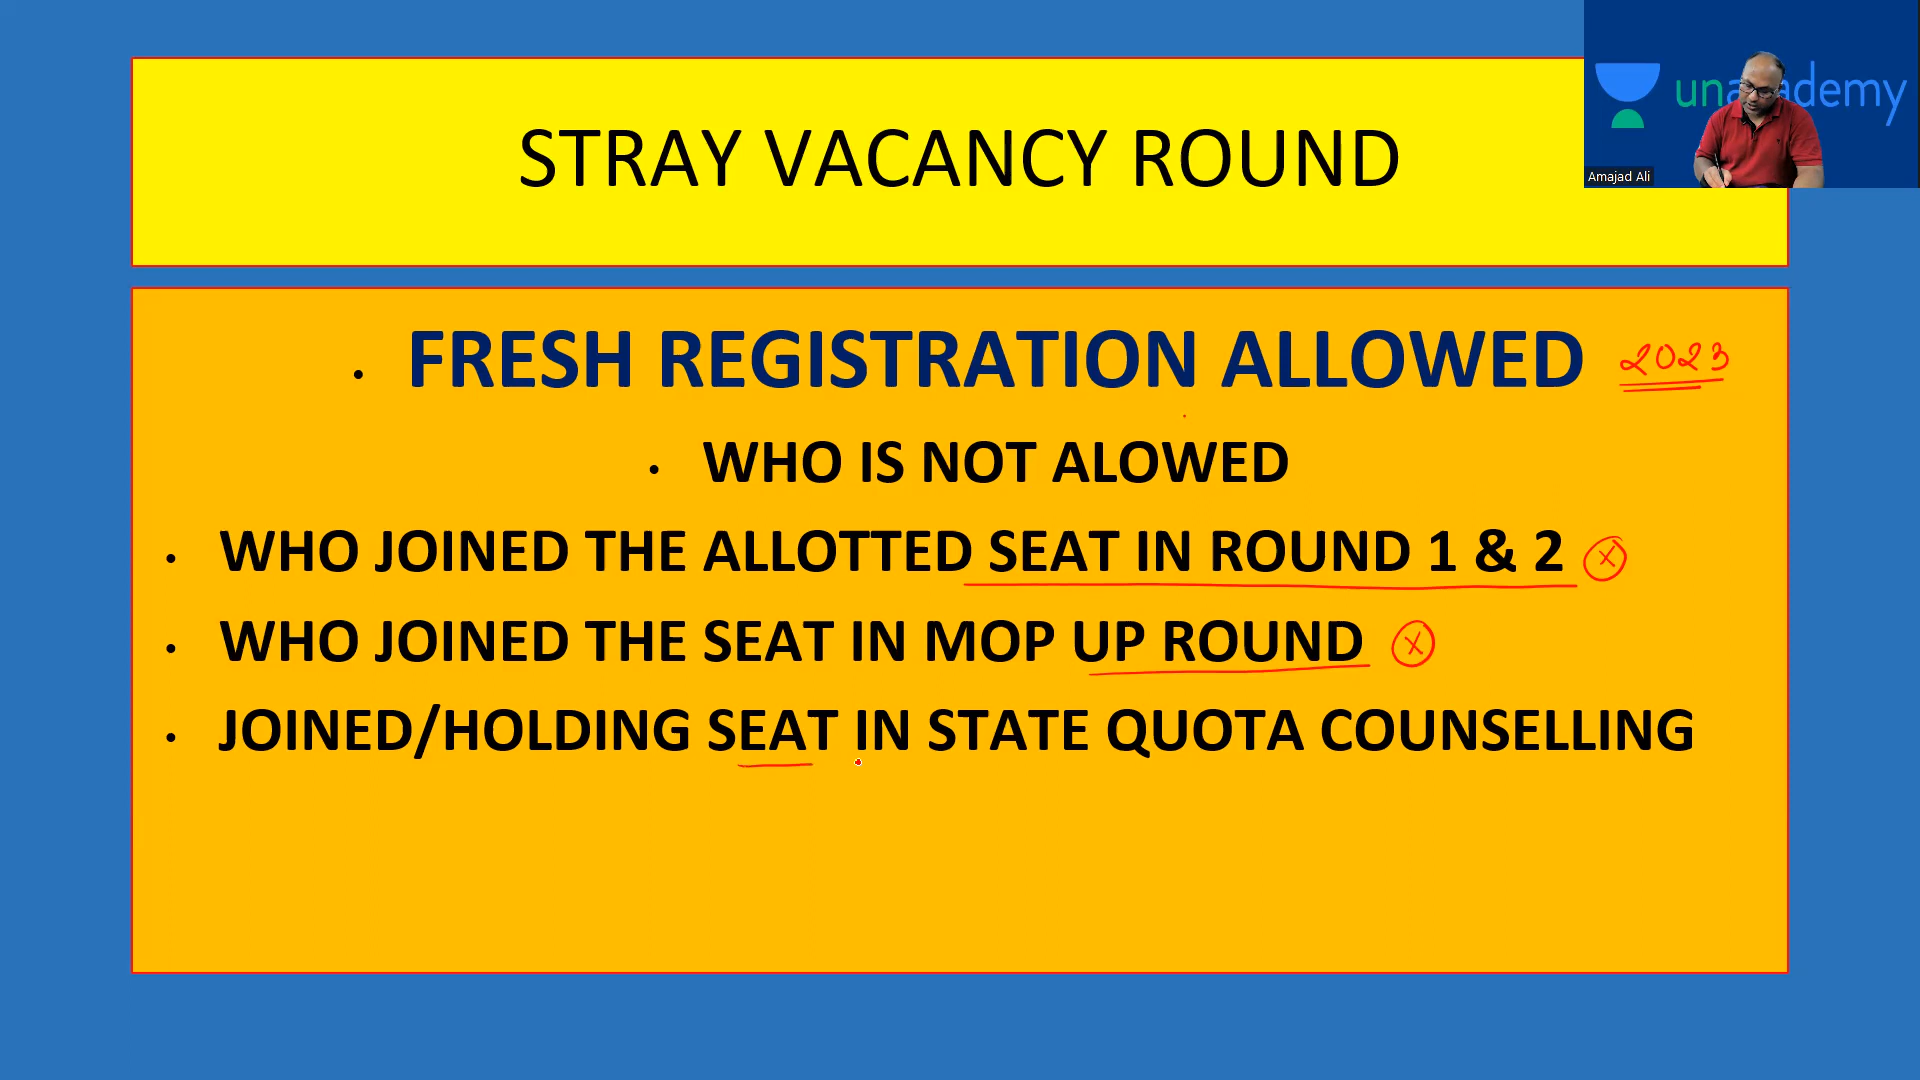 STRAY VACANCY ROUND
unacademy
Amajad Ali
• FRESH REGISTRATION ALLOWED 2023
• WHO IS NOT ALOWED
• WHO JOINED THE ALLOTTED SEAT IN ROUND 1 & 2 X
• WHO JOINED THE SEAT IN MOP UP ROUND X
• JOINED/HOLDING SEAT IN STATE QUOTA COUNSELLING